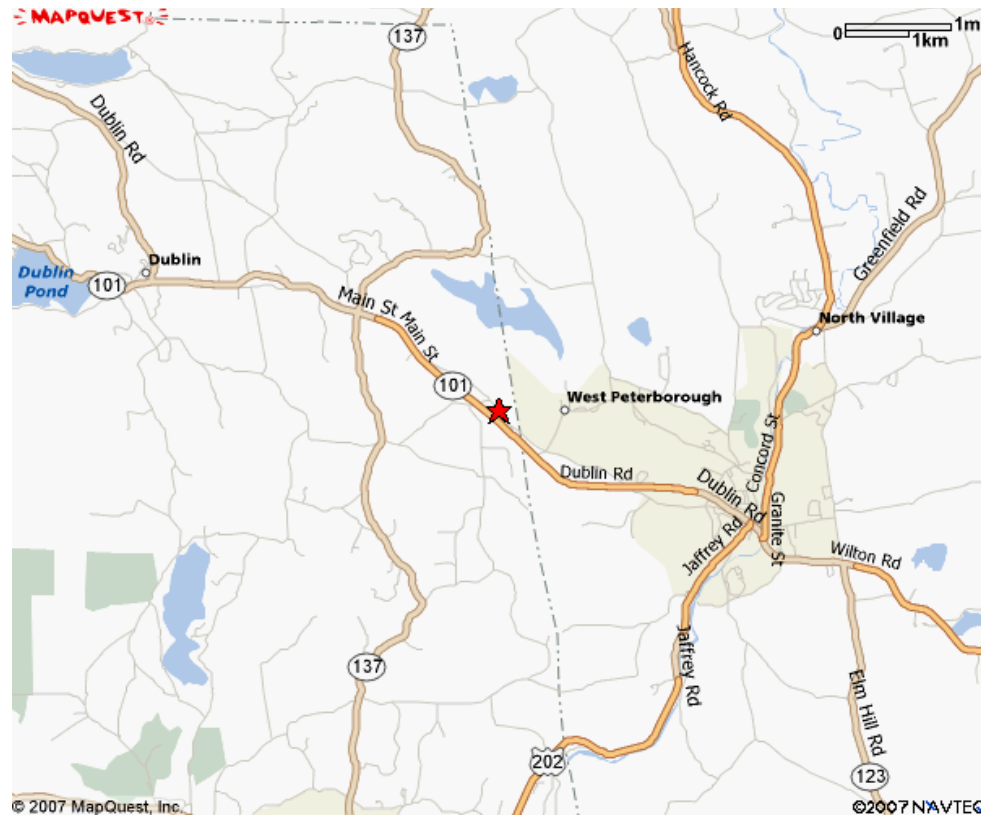 MAPQUEST
137
0
1m
1km
Hancock Rd
Dublin Rd
Greenfield Rd
Dublin
Dublin
Pond
101
Main St
Main St
North Village
101
West Peterborough
Concord St
Dublin Rd
Dublin Rd
Granite St
Jaffrey Rd
Wilton Rd
Jaffrey Rd
137
Elm Hill Rd
202
123
© 2007 MapQuest, Inc.
©2007 NAVTEQ